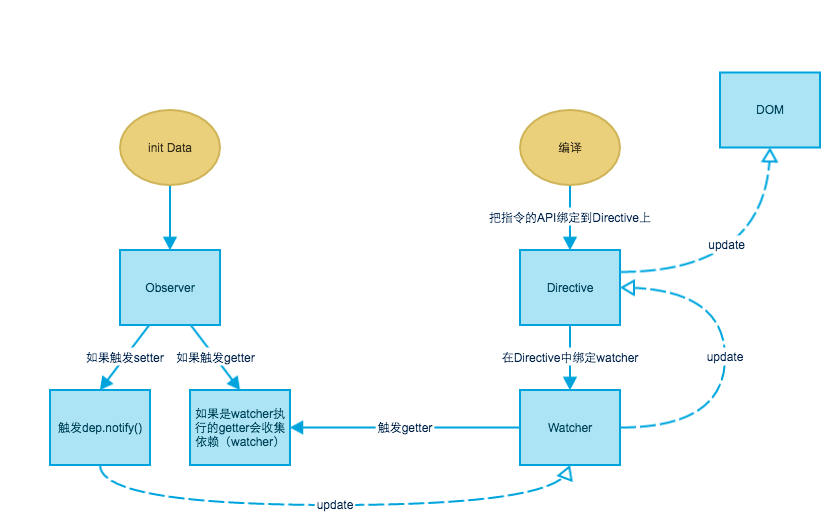 DOM
init Data
编译
把指令的API绑定到Directive上
update
Observer
Directive
如果触发setter
如果触发getter
在Directive中绑定watcher
update
触发dep.notify()
如果是watcher执
行的getter会收集
依赖（watcher）
触发getter
Watcher
update